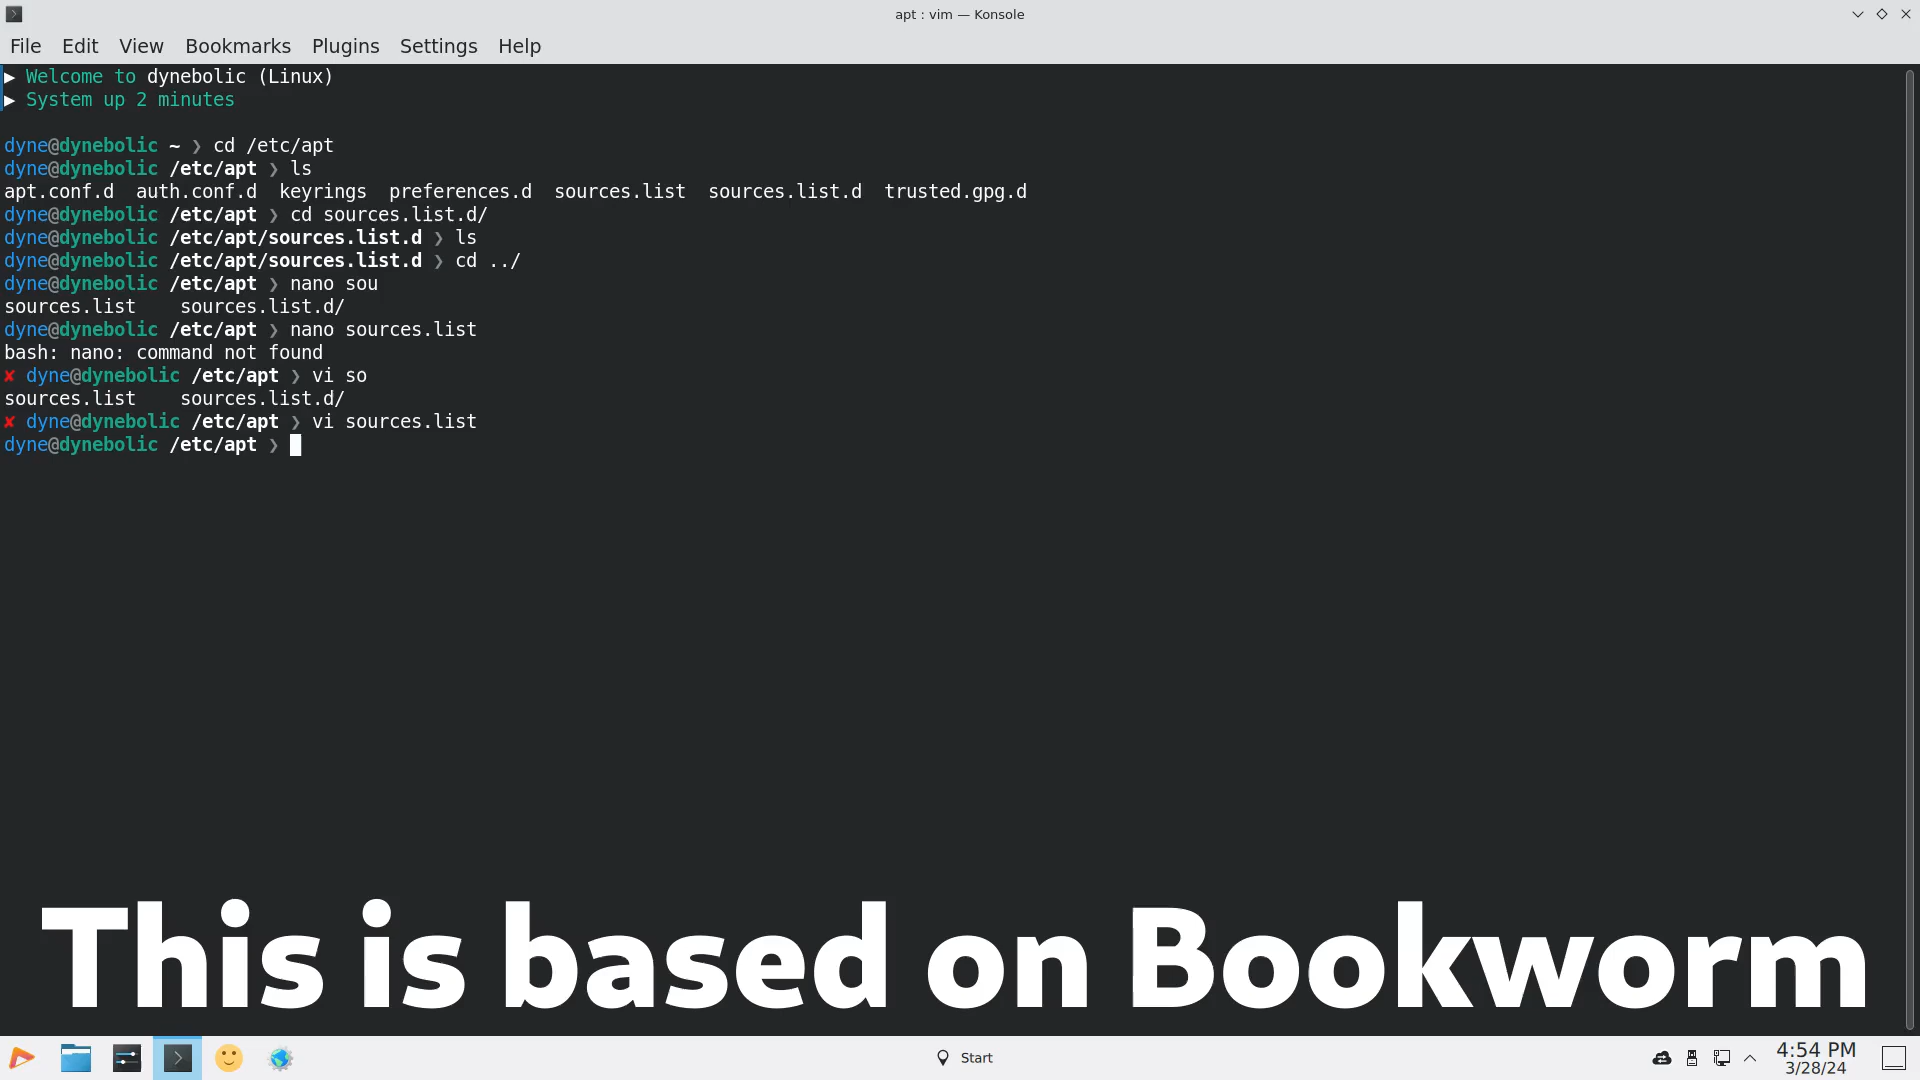 apt : vim — Konsole
File Edit View Bookmarks Plugins Settings Help
▶ Welcome to dynebolic (Linux)
▶ System up 2 minutes
dyne@dynebolic ~ ❯ cd /etc/apt
dyne@dynebolic /etc/apt ❯ ls
apt.conf.d  auth.conf.d  keyrings  preferences.d  sources.list  sources.list.d  trusted.gpg.d
dyne@dynebolic /etc/apt ❯ cd sources.list.d/
dyne@dynebolic /etc/apt/sources.list.d ❯ ls
dyne@dynebolic /etc/apt/sources.list.d ❯ cd ../
dyne@dynebolic /etc/apt ❯ nano sou
sources.list    sources.list.d/
dyne@dynebolic /etc/apt ❯ nano sources.list
bash: nano: command not found
✘ dyne@dynebolic /etc/apt ❯ vi so
sources.list    sources.list.d/
✘ dyne@dynebolic /etc/apt ❯ vi sources.list
dyne@dynebolic /etc/apt ❯
This is based on Bookworm
Start
4:54 PM
3/28/24